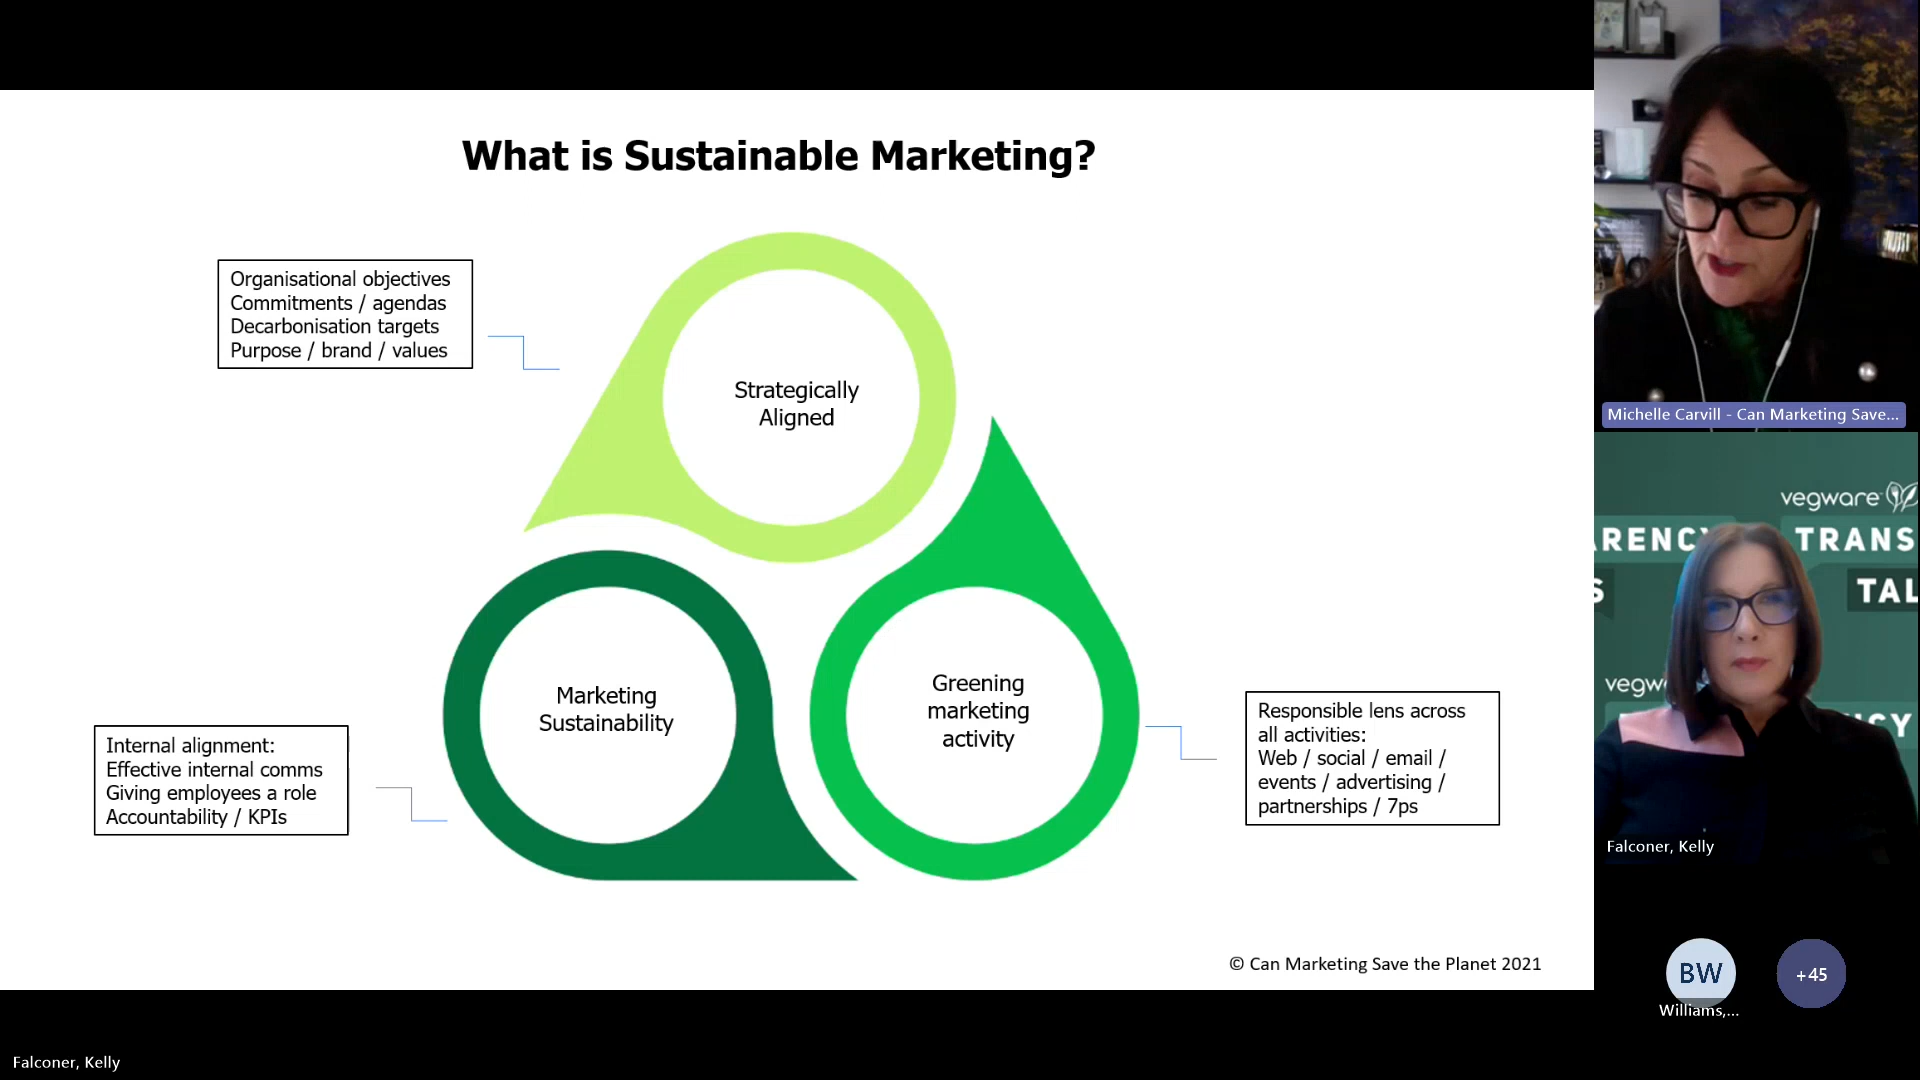 What is Sustainable Marketing?
Organisational objectives
Commitments / agendas
Decarbonisation targets
Purpose / brand / values
Strategically
Aligned
Marketing
Sustainability
Greening
marketing
activity
Internal alignment:
Effective internal comms
Giving employees a role
Accountability / KPIs
Responsible lens across
all activities:
Web / social / email /
events / advertising /
partnerships / 7ps
© Can Marketing Save the Planet 2021
Michelle Carvill - Can Marketing Save...
vegware
RENCY TRANS
S TAL
vegw
CY
Falconer, Kelly
BW
+45
Williams,...
Falconer, Kelly